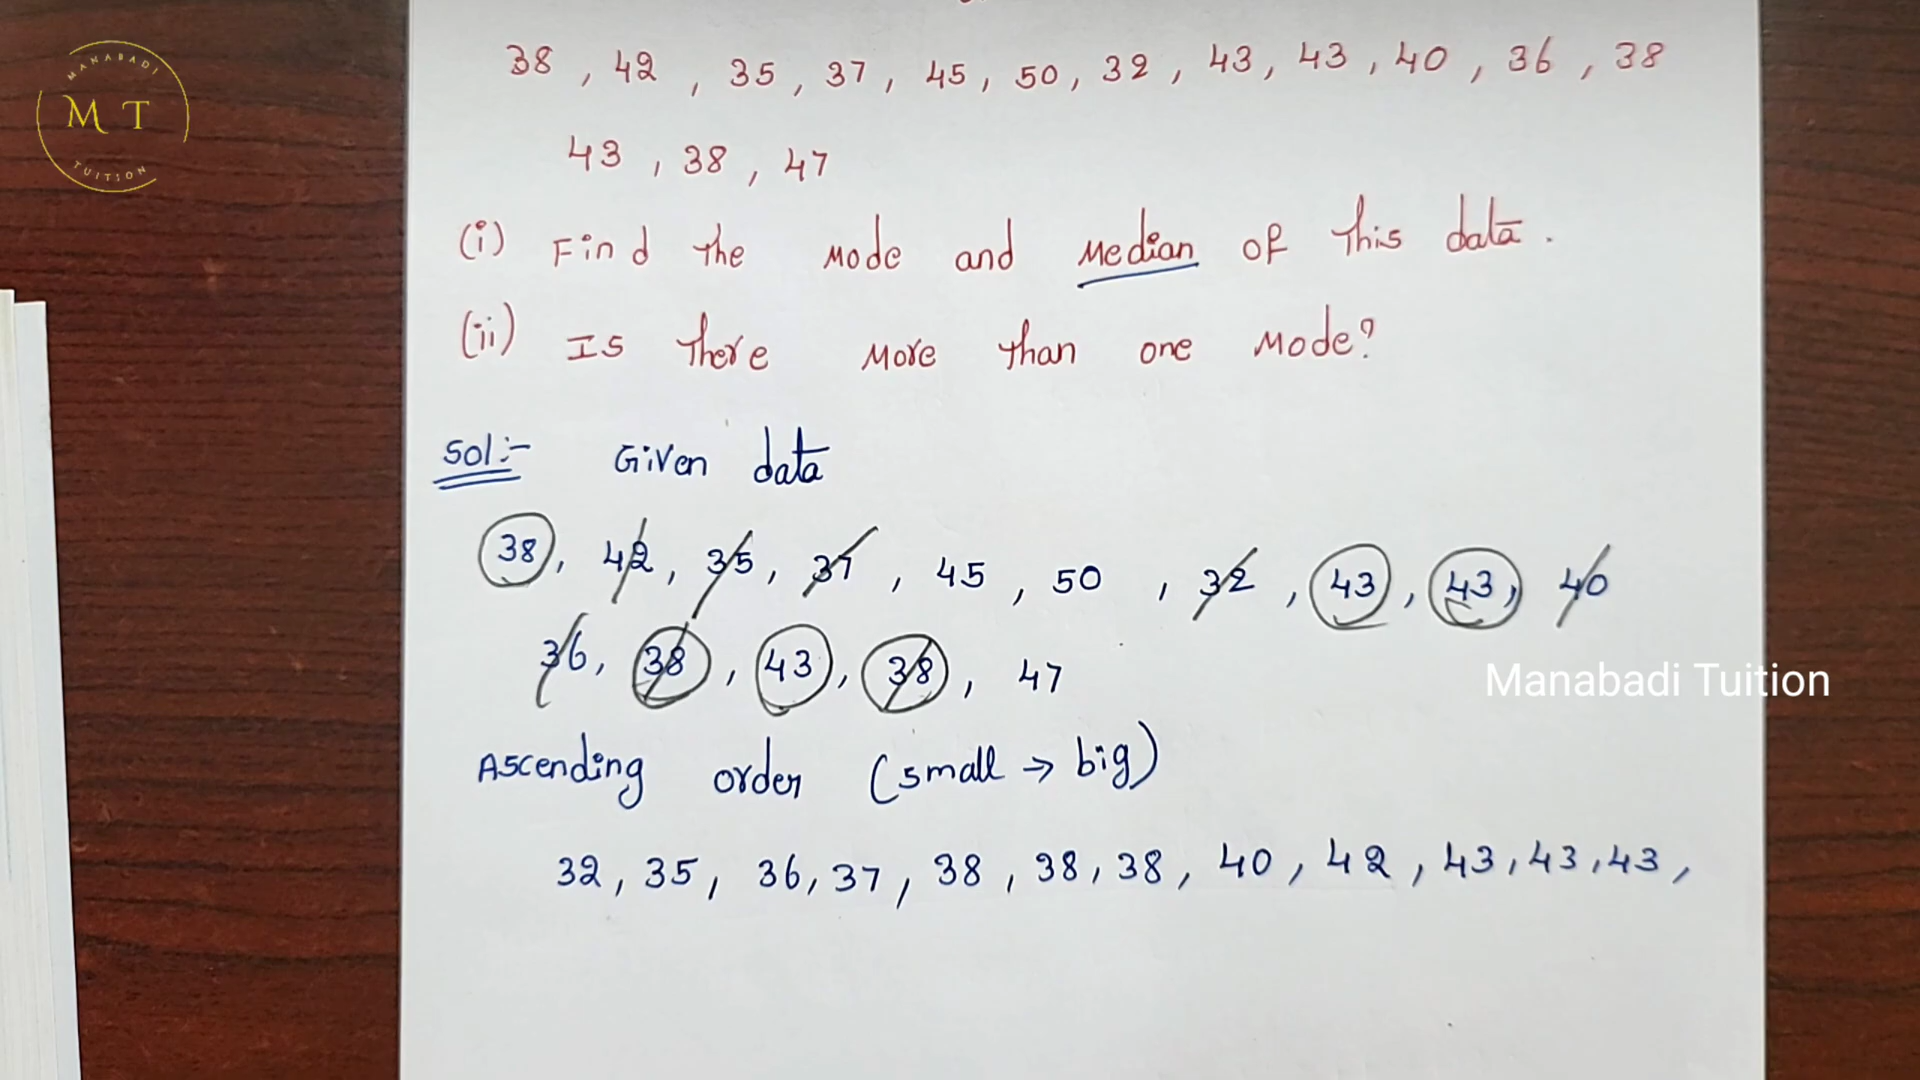 MANABADI
M T
TUITION
38 , 42 , 35 , 37 , 45 , 50 , 32 , 43 , 43 , 40 , 36 , 38
43 , 38 , 47
(i) Find the Mode and Median of this data .
(ii) Is there More than one Mode?
Sol:- Given data
38 , 42 , 35 , 37 , 45 , 50 , 32 , 43 , 43 , 40
36 , 38 , 43 , 38 , 47
Manabadi Tuition
Ascending order (small → big)
32 , 35 , 36 , 37 , 38 , 38 , 38 , 40 , 42 , 43 , 43 , 43 ,